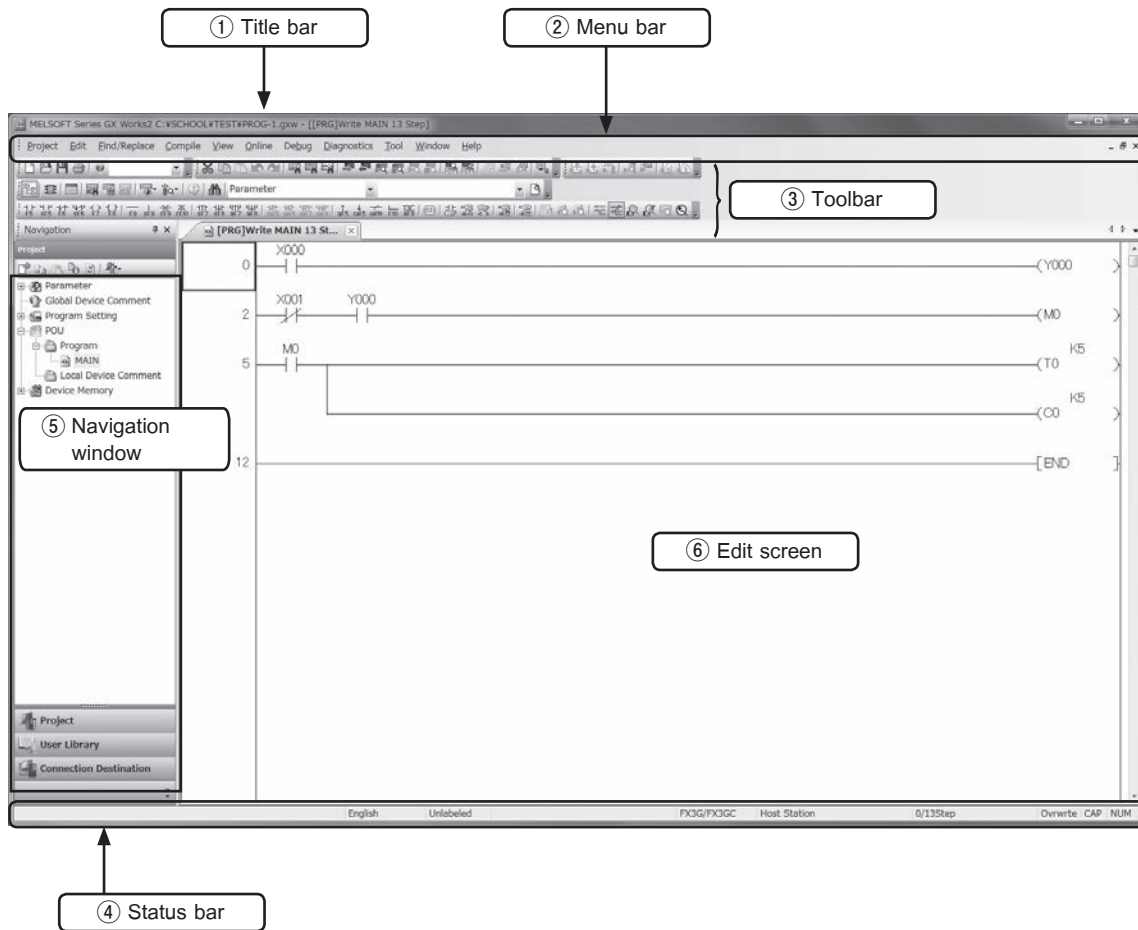 ① Title bar
② Menu bar
MELSOFT Series GX Works2 C:¥SCHOOL¥TEST¥PROG-1.gxw - [[PRG]Write MAIN 13 Step]
Project Edit Find/Replace Compile View Online Debug Diagnostics Tool Window Help
Parameter
③ Toolbar
Navigation
[PRG]Write MAIN 13 St...
Project
X000
0
(Y000 )
Parameter
Global Device Comment
X001 Y000
Program Setting
2
(M0 )
POU
Program
M0
K5
MAIN
5
(T0 )
Local Device Comment
Device Memory
K5
(C0 )
⑤ Navigation
window
12
[END ]
⑥ Edit screen
Project
User Library
Connection Destination
English Unlabeled FX3G/FX3GC Host Station 0/13Step Ovrwrte CAP NUM
④ Status bar